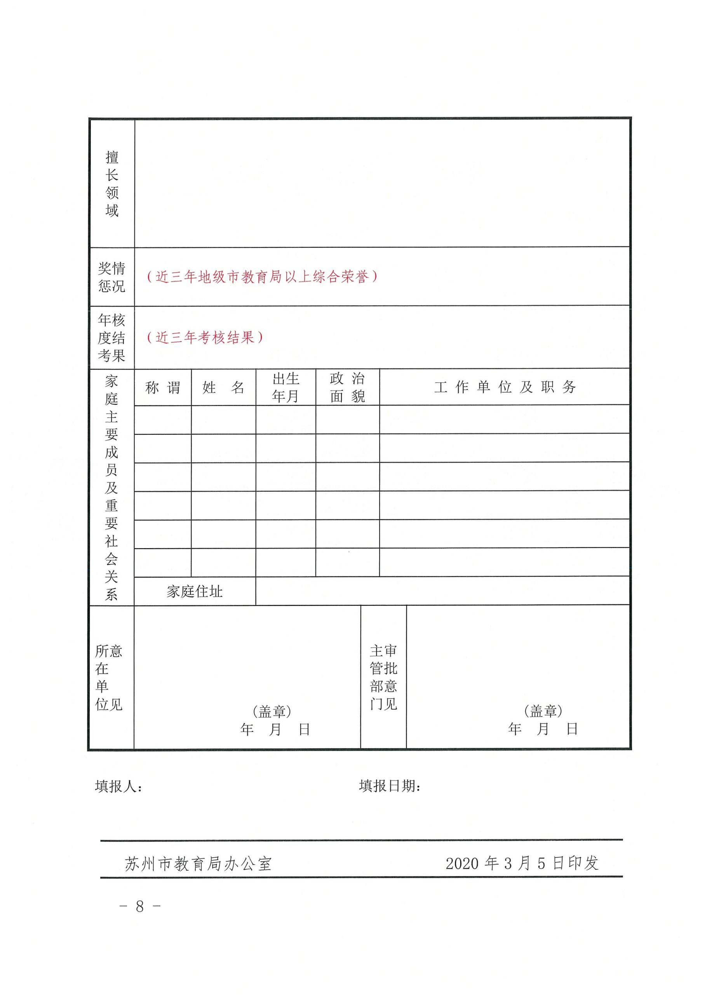 擅长领域
奖惩情况
（近三年地级市教育局以上综合荣誉）
年度考核结果
（近三年考核结果）
家庭主要成员及重要社会关系
称谓 姓名 出生年月 政治面貌 工作单位及职务
家庭住址
所在单位意见
（盖章）
年 月 日
主管部门审批意见
（盖章）
年 月 日
填报人： 填报日期：
苏州市教育局办公室 2020年3月5日印发
- 8 -